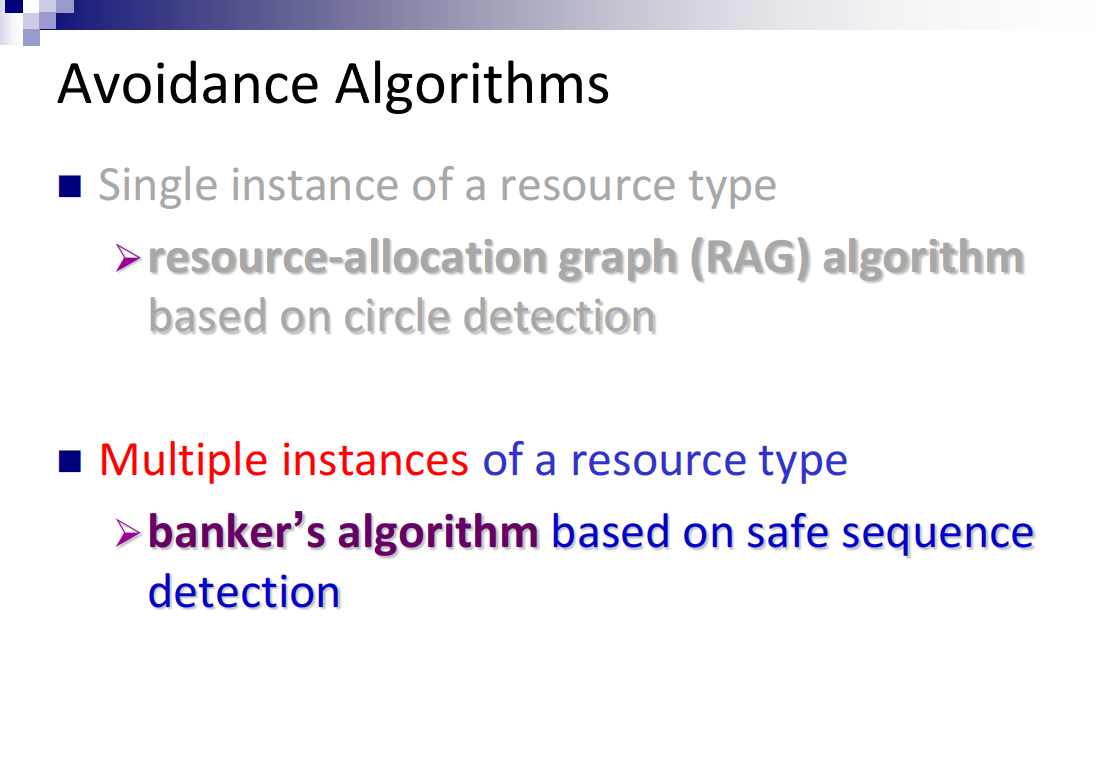 Avoidance Algorithms
Single instance of a resource type
resource-allocation graph (RAG) algorithm
based on circle detection
Multiple instances of a resource type
banker’s algorithm based on safe sequence
detection